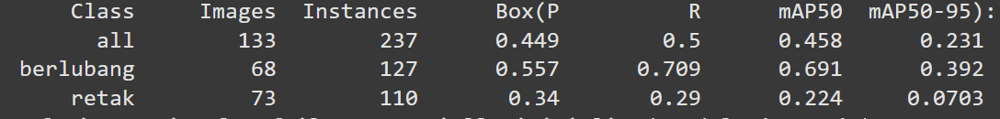 Class Images Instances Box(P R mAP50 mAP50-95):
all 133 237 0.449 0.5 0.458 0.231
berlubang 68 127 0.557 0.709 0.691 0.392
retak 73 110 0.34 0.29 0.224 0.0703